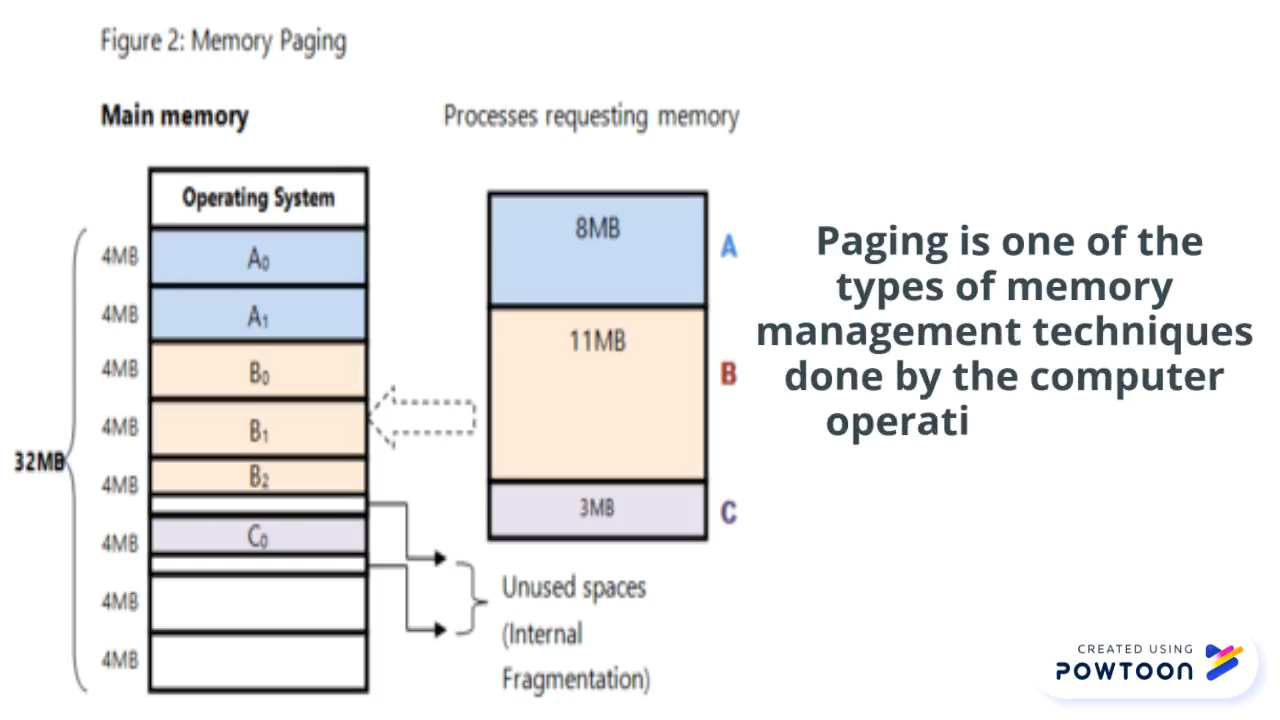 Figure 2: Memory Paging
Main memory
Processes requesting memory
Operating System
4MB
A0
4MB
A1
4MB
B0
4MB
B1
4MB
B2
4MB
C0
4MB
4MB
32MB
8MB
A
11MB
B
3MB
C
Unused spaces
(Internal
Fragmentation)
Paging is one of the
types of memory
management techniques
done by the computer
operati
CREATED USING
POWTOON